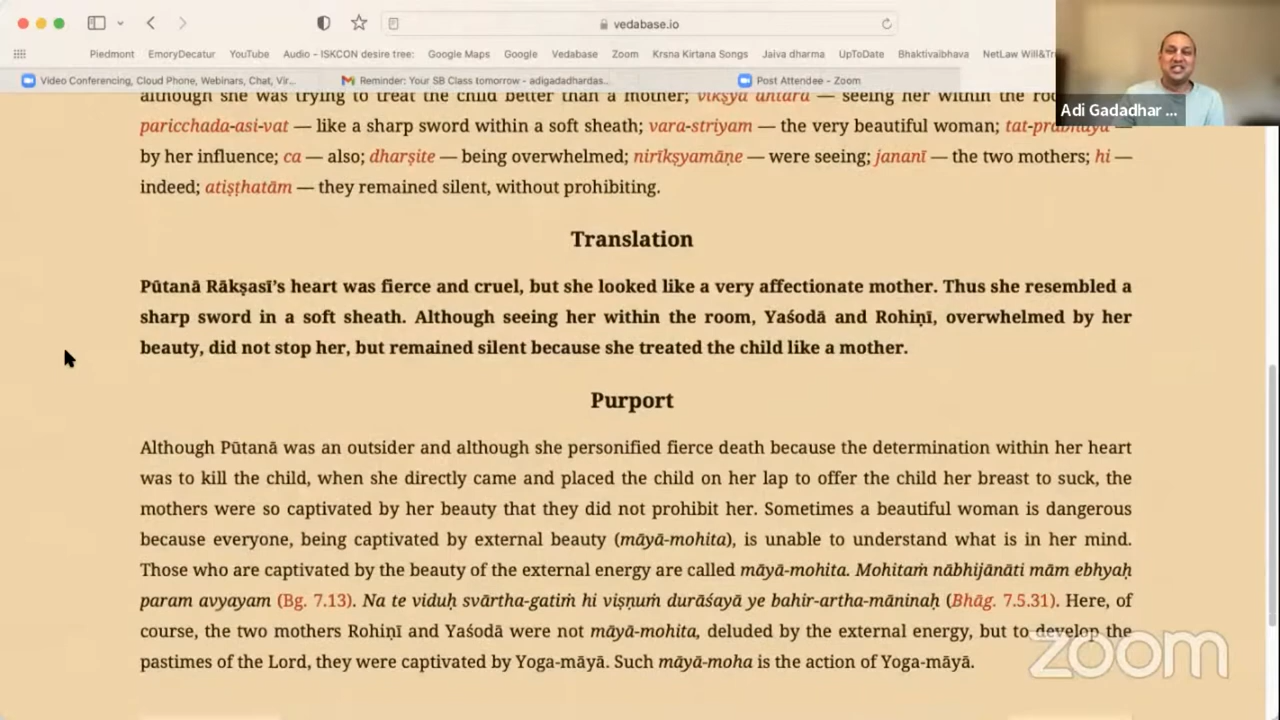 vedabase.io
Piedmont EmoryDecatur YouTube Audio – ISKCON desire tree: Google Maps Google Vedabase Zoom Krsna Kirtana Songs Jaiva dharma UpToDate Bhaktivaibhava NetLaw Will&Tr
Video Conferencing, Cloud Phone, Webinars, Chat, Vir... Reminder: Your SB Class tomorrow - adigadadhardas... Post Attendee - Zoom
Adi Gadadhar ...
although she was trying to treat the child better than a mother; vīkṣya antarā — seeing her within the
paricchada-asi-vat — like a sharp sword within a soft sheath; vara-striyam — the very beautiful woman; tat-prabhayā —
by her influence; ca — also; dharṣite — being overwhelmed; nirīkṣyamāṇe — were seeing; jananī — the two mothers; hi —
indeed; atiṣṭhatām — they remained silent, without prohibiting.
Translation
Pūtanā Rākṣasī’s heart was fierce and cruel, but she looked like a very affectionate mother. Thus she resembled a
sharp sword in a soft sheath. Although seeing her within the room, Yaśodā and Rohiṇī, overwhelmed by her
beauty, did not stop her, but remained silent because she treated the child like a mother.
Purport
Although Pūtanā was an outsider and although she personified fierce death because the determination within her heart
was to kill the child, when she directly came and placed the child on her lap to offer the child her breast to suck, the
mothers were so captivated by her beauty that they did not prohibit her. Sometimes a beautiful woman is dangerous
because everyone, being captivated by external beauty (māyā-mohita), is unable to understand what is in her mind.
Those who are captivated by the beauty of the external energy are called māyā-mohita. Mohitaṁ nābhijānāti mām ebhyaḥ
param avyayam (Bg. 7.13). Na te viduḥ svārtha-gatiṁ hi viṣṇuṁ durāśayā ye bahir-artha-māninaḥ (Bhāg. 7.5.31). Here, of
course, the two mothers Rohiṇī and Yaśodā were not māyā-mohita, deluded by the external energy, but to develop the
pastimes of the Lord, they were captivated by Yoga-māyā. Such māyā-moha is the action of Yoga-māyā.
zoom